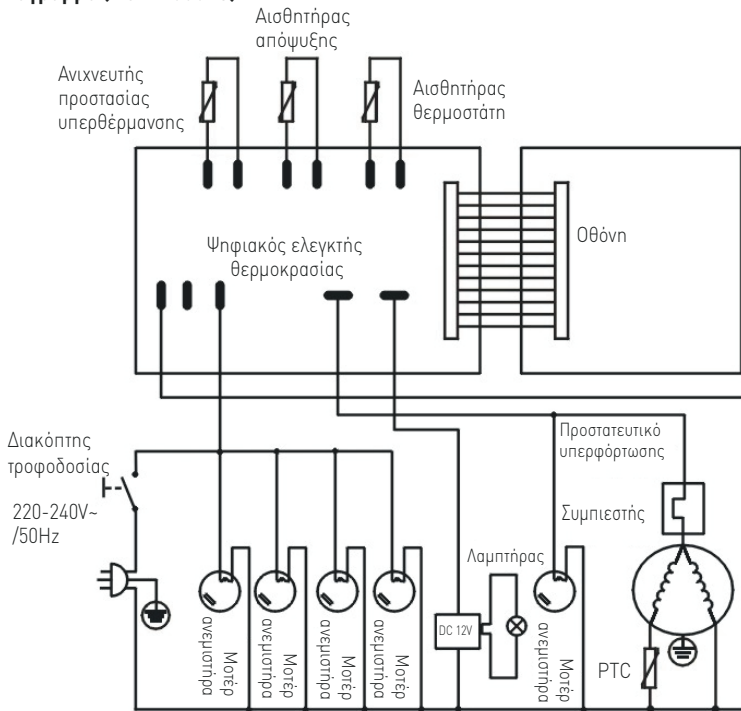 Αισθητήρας
απόψυξης
Ανιχνευτής
προστασίας
υπερθέρμανσης
Αισθητήρας
θερμοστάτη
Ψηφιακός ελεγκτής
θερμοκρασίας
Οθόνη
Διακόπτης
τροφοδοσίας
220-240V~
/50Hz
Προστατευτικό
υπερφόρτωσης
Συμπιεστής
Λαμπτήρας
DC 12V
PTC
Μοτέρ
ανεμιστήρα
Μοτέρ
ανεμιστήρα
Μοτέρ
ανεμιστήρα
Μοτέρ
ανεμιστήρα
Μοτέρ
ανεμιστήρα